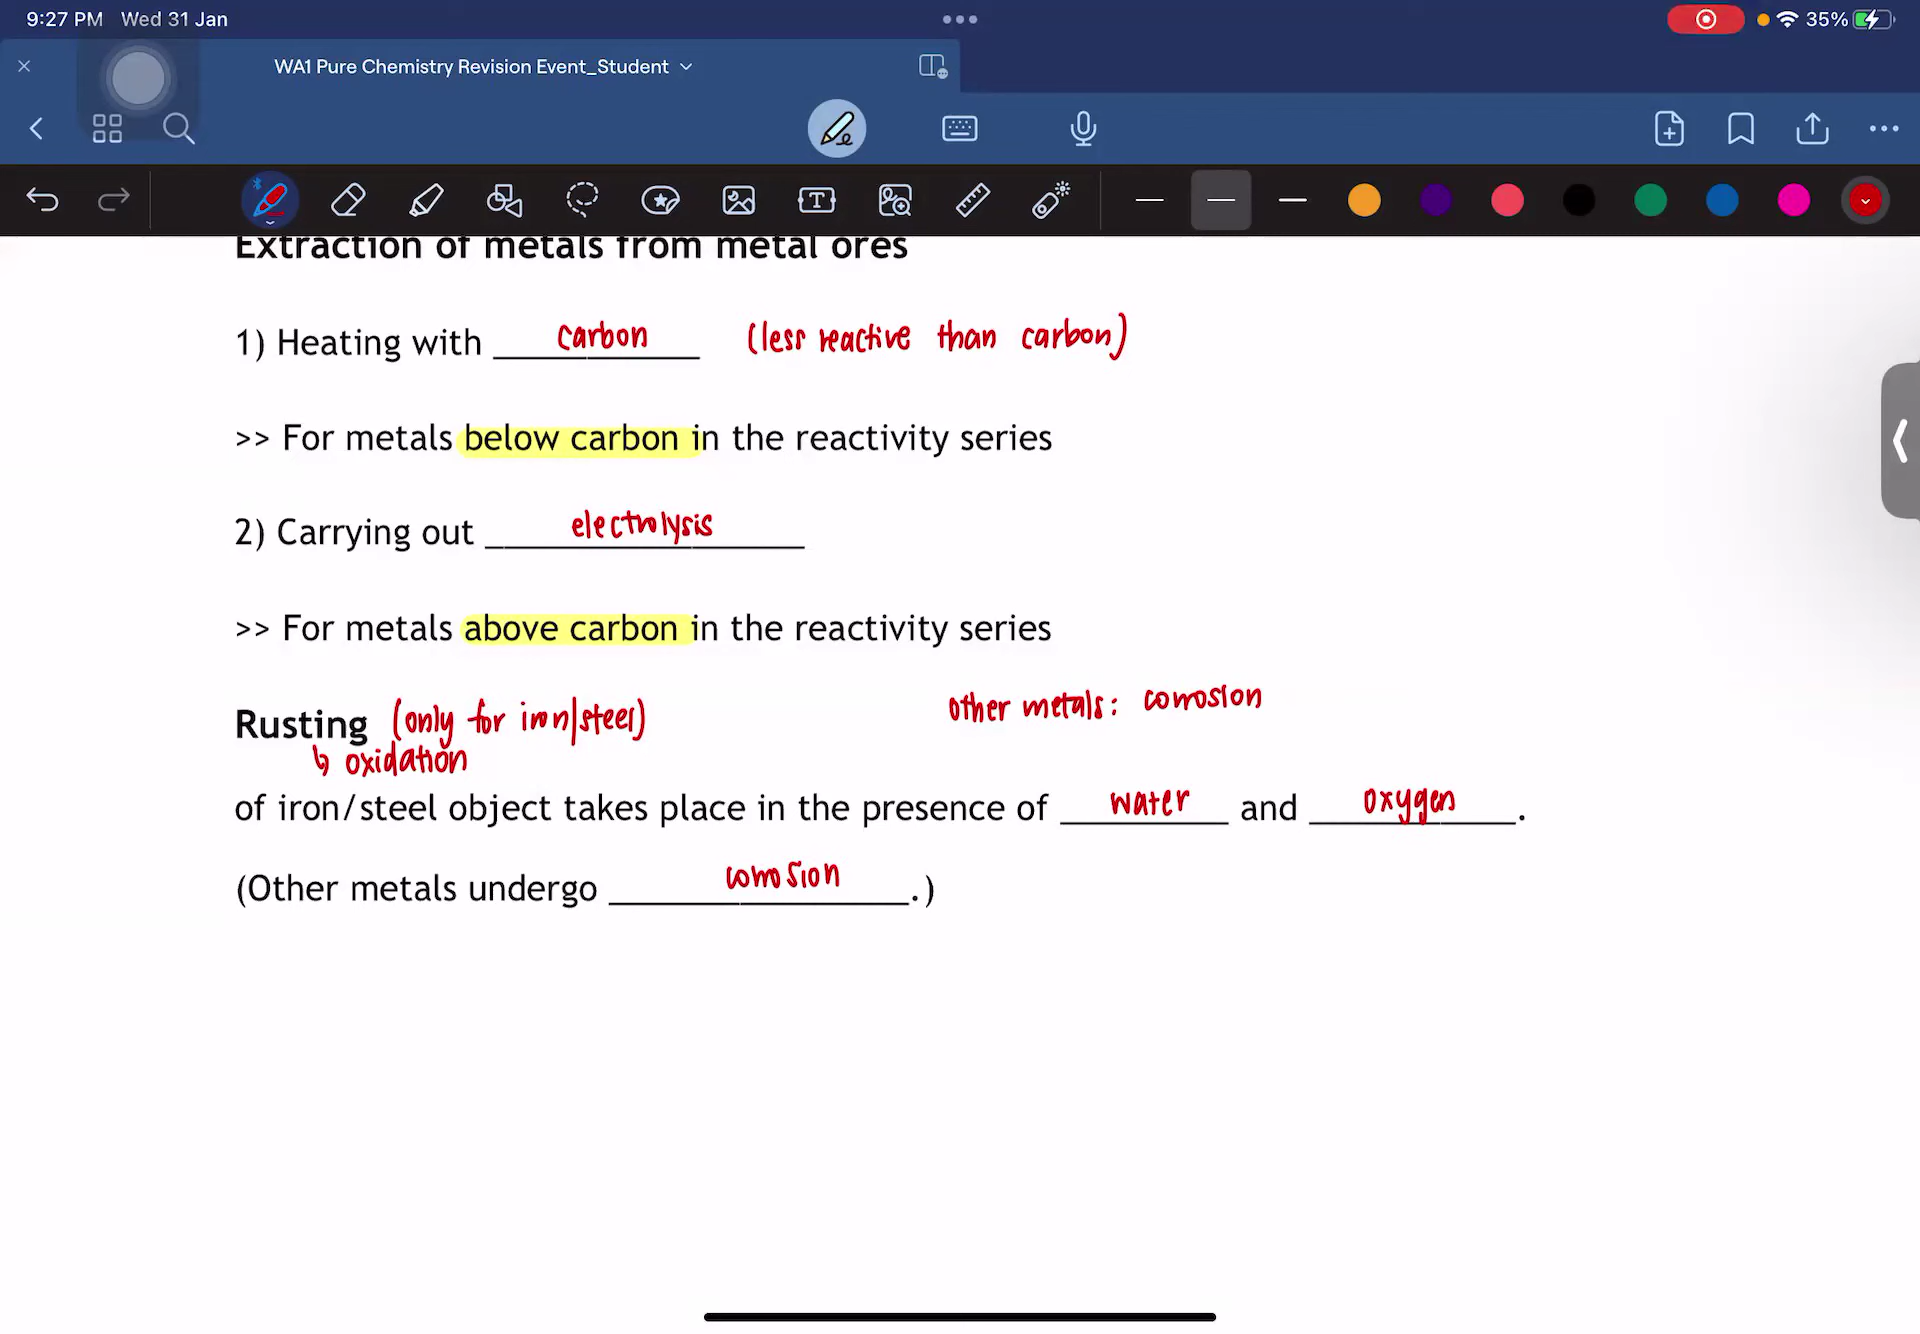 9:27 PM Wed 31 Jan
35%
WA1 Pure Chemistry Revision Event_Student
Extraction of metals from metal ores
1) Heating with carbon (less reactive than carbon)
>> For metals below carbon in the reactivity series
2) Carrying out electrolysis
>> For metals above carbon in the reactivity series
Rusting (only for iron/steel) other metals: corrosion
↳ oxidation
of iron/steel object takes place in the presence of water and oxygen.
(Other metals undergo corrosion.)